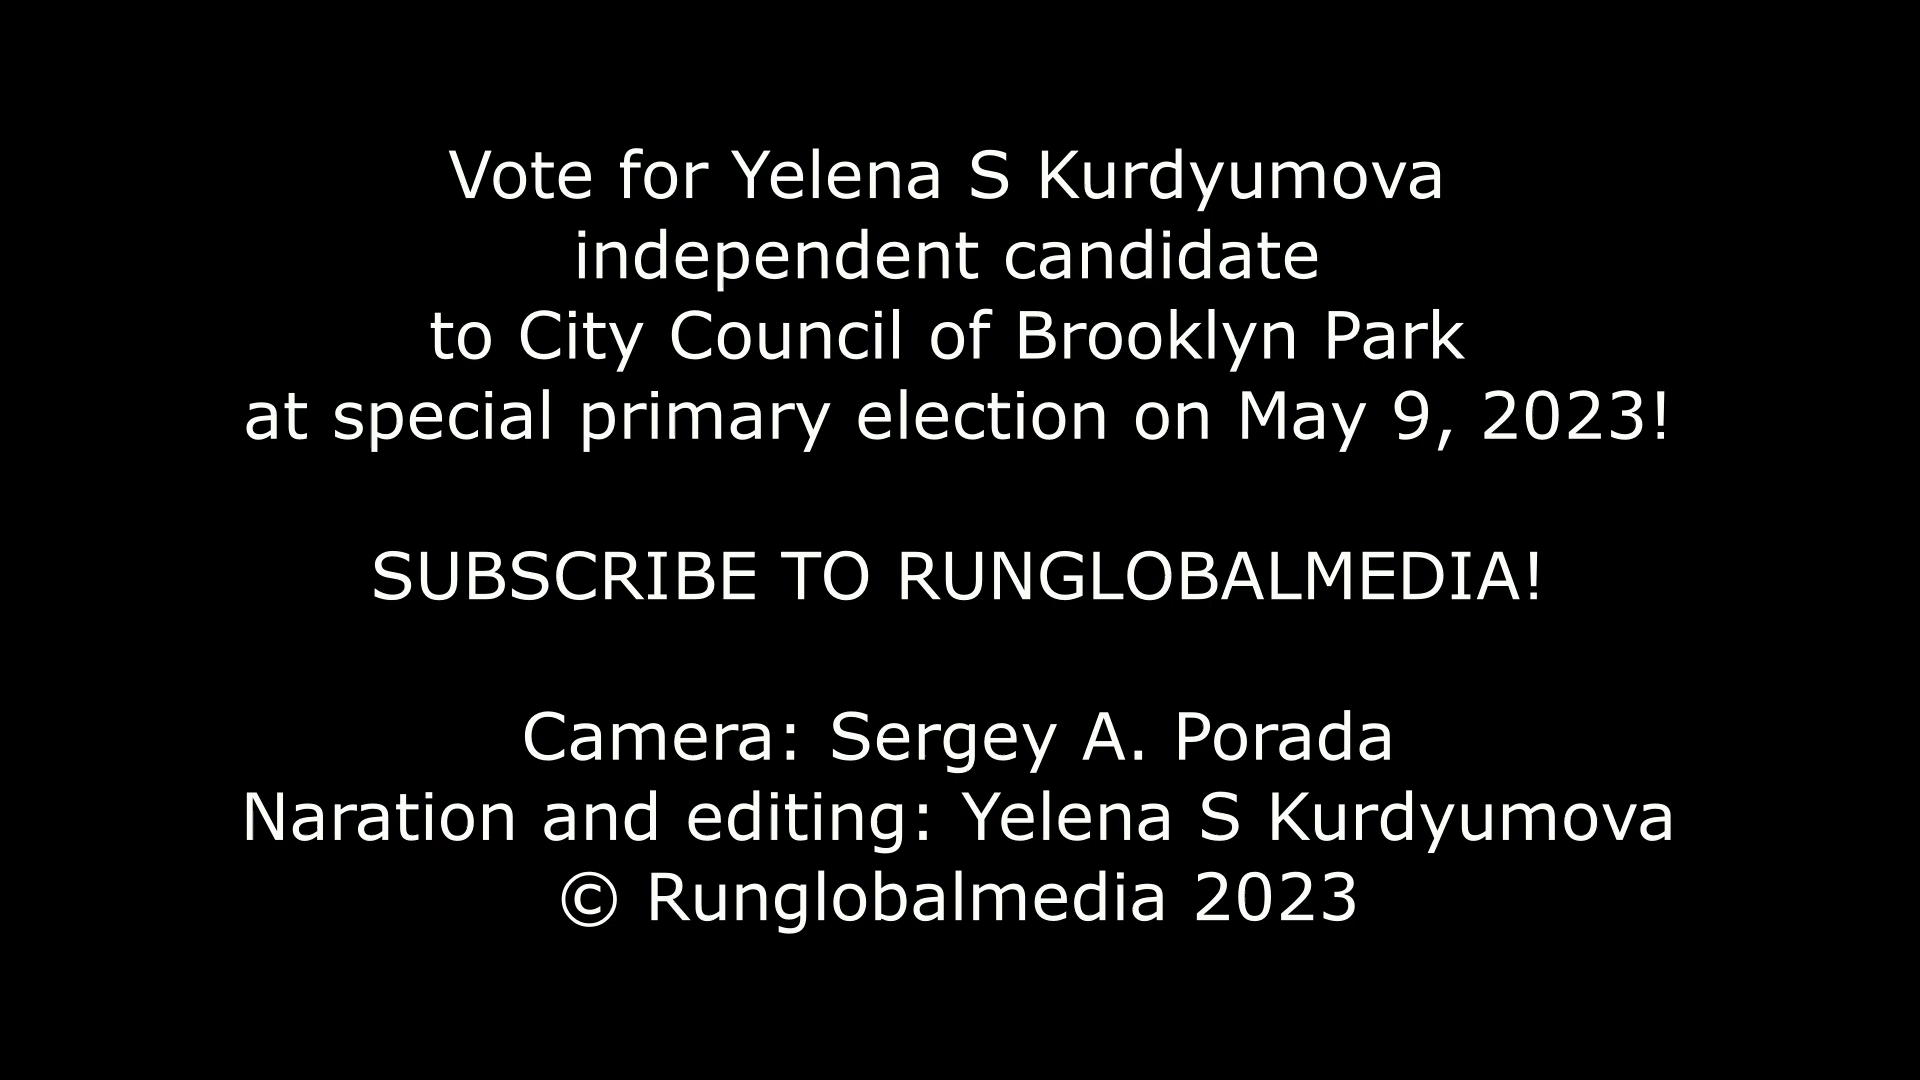 Vote for Yelena S Kurdyumova
independent candidate
to City Council of Brooklyn Park
at special primary election on May 9, 2023!
SUBSCRIBE TO RUNGLOBALMEDIA!
Camera: Sergey A. Porada
Naration and editing: Yelena S Kurdyumova
© Runglobalmedia 2023